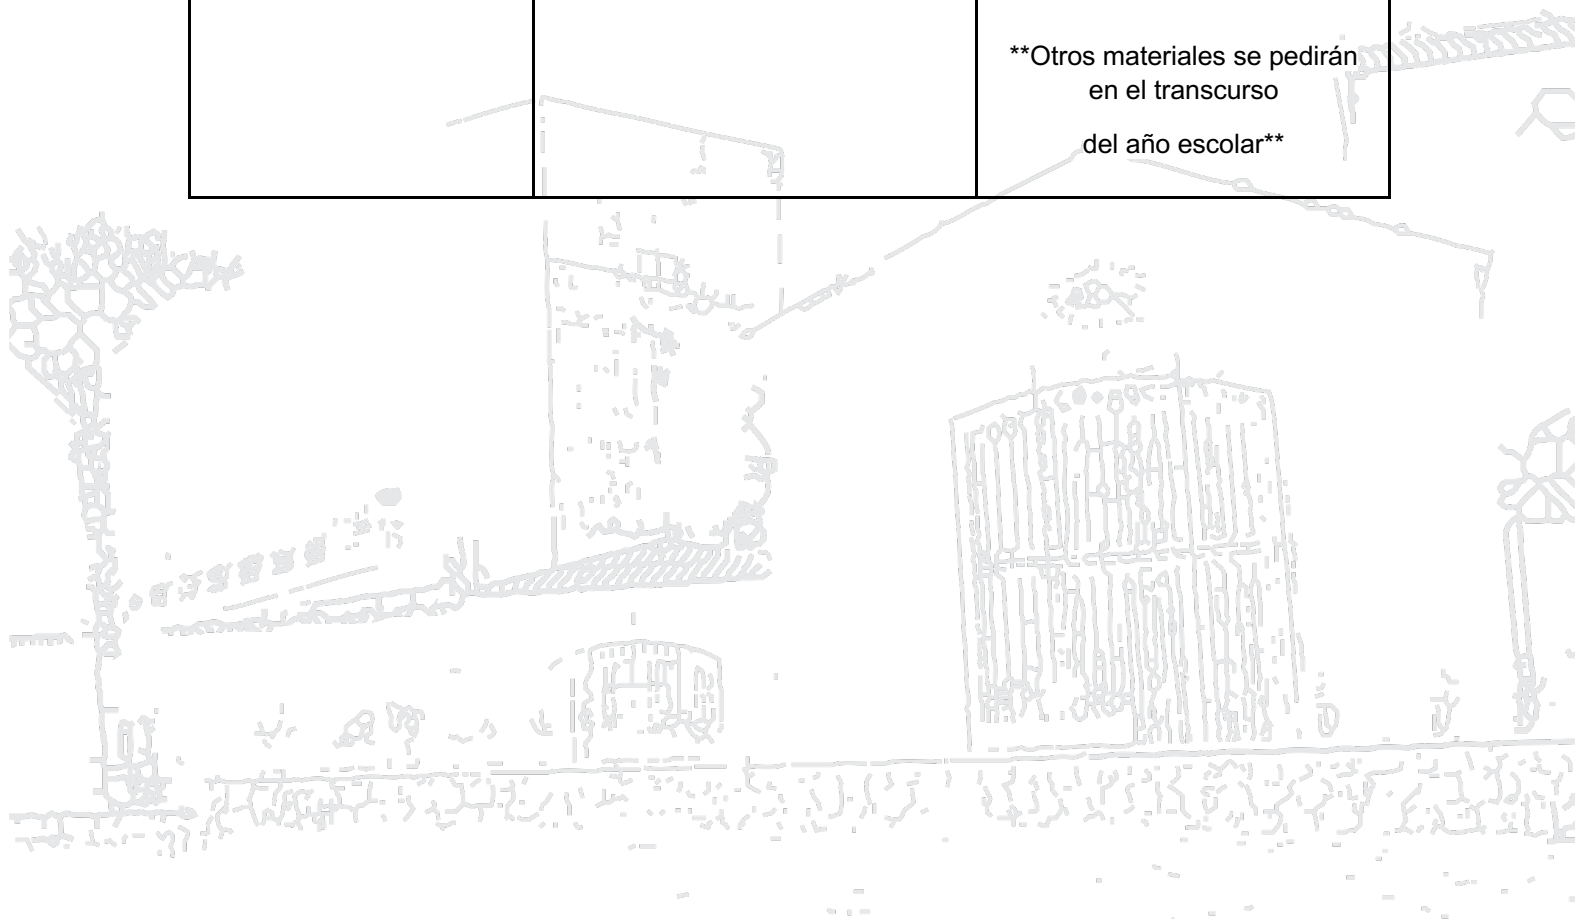 **Otros materiales se pedirán
en el transcurso
del año escolar**